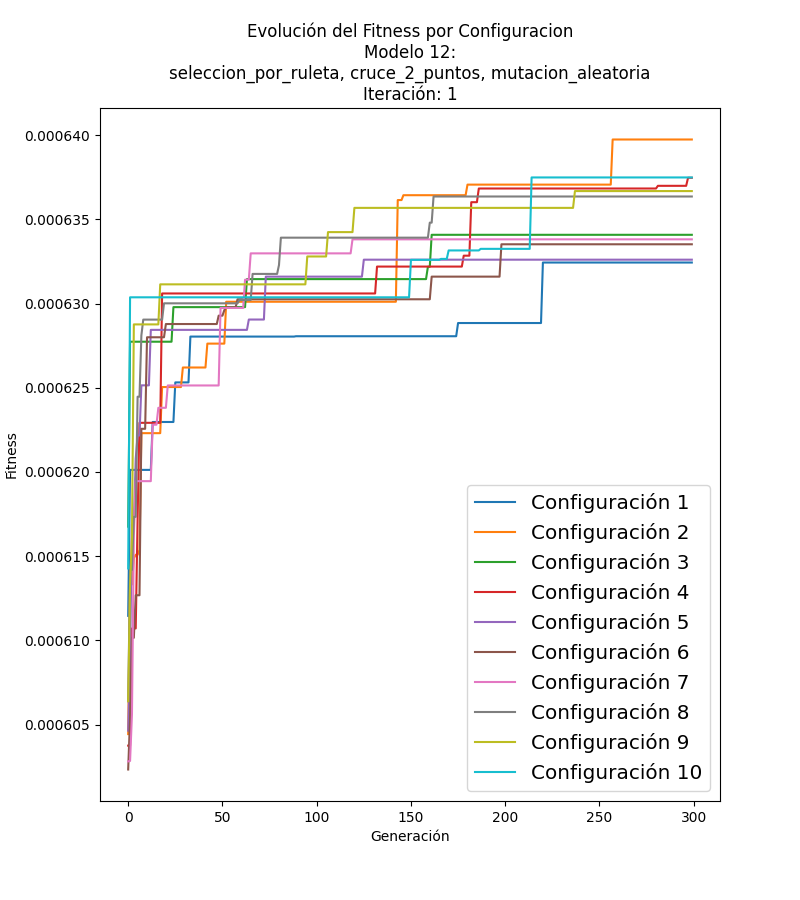 Evolución del Fitness por Configuracion
Modelo 12:
seleccion_por_ruleta, cruce_2_puntos, mutacion_aleatoria
Iteración: 1
0.000640
0.000635
0.000630
0.000625
0.000620
0.000615
0.000610
0.000605
Fitness
Configuración 1
Configuración 2
Configuración 3
Configuración 4
Configuración 5
Configuración 6
Configuración 7
Configuración 8
Configuración 9
Configuración 10
0 50 100 150 200 250 300
Generación